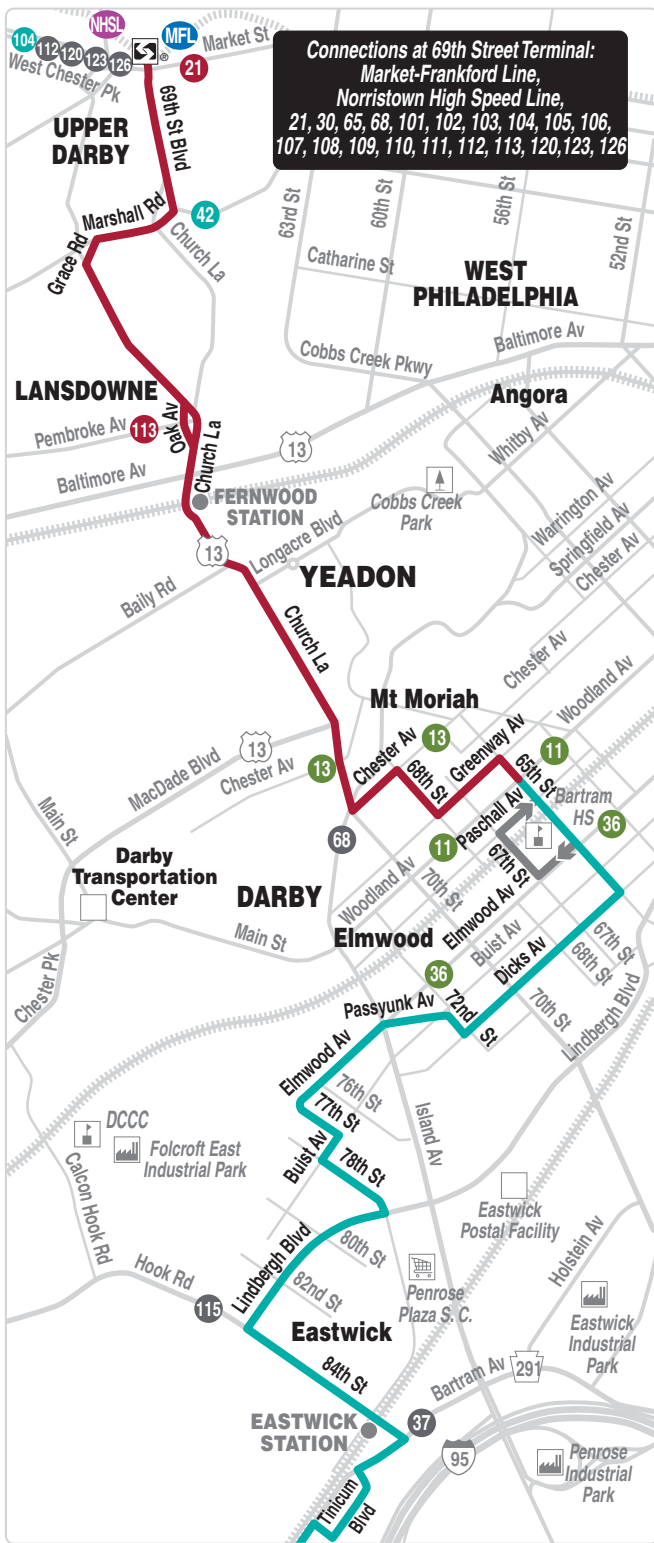 NHSL
MFL
104
112
120
123
126
®
21
Market St
West Chester Pk
Connections at 69th Street Terminal:
Market-Frankford Line,
Norristown High Speed Line,
21, 30, 65, 68, 101, 102, 103, 104, 105, 106,
107, 108, 109, 110, 111, 112, 113, 120,123, 126
UPPER
DARBY
69th St Blvd
Marshall Rd
42
Grace Rd
Church La
63rd St
60th St
56th St
52nd St
Catharine St
WEST
PHILADELPHIA
Cobbs Creek Pkwy
Baltimore Av
LANSDOWNE
Angora
Pembroke Av
113
Oak Av
Church La
13
Whitby Av
Baltimore Av
FERNWOOD
STATION
Cobbs Creek
Park
Warrington Av
Springfield Av
Chester Av
13
Longacre Blvd
YEADON
Baily Rd
Church La
Mt Moriah
Chester Av
Woodland Av
13
MacDade Blvd
Chester Av
13
Chester Av
13
68th St
Greenway Av
11
65th St
Main St
68
Paschall Av
Bartram
HS
36
11
67th St
Darby
Transportation
Center
DARBY
Woodland Av
70th St
Elmwood Av
Main St
Elmwood
Buist Av
67th St
68th St
Chester Pk
36
Dicks Av
Passyunk Av
72nd St
70th St
Lindbergh Blvd
Elmwood Av
76th St
77th St
Island Av
DCCC
Buist Av
78th St
Folcroft East
Industrial Park
Calcon Hook Rd
Eastwick
Postal Facility
80th St
Lindbergh Blvd
Holstein Av
Hook Rd
82nd St
115
Penrose
Plaza S. C.
Eastwick
Eastwick
Industrial
Park
84th St
Bartram Av
291
EASTWICK
STATION
37
95
Penrose
Industrial
Park
Tinicum
Blvd